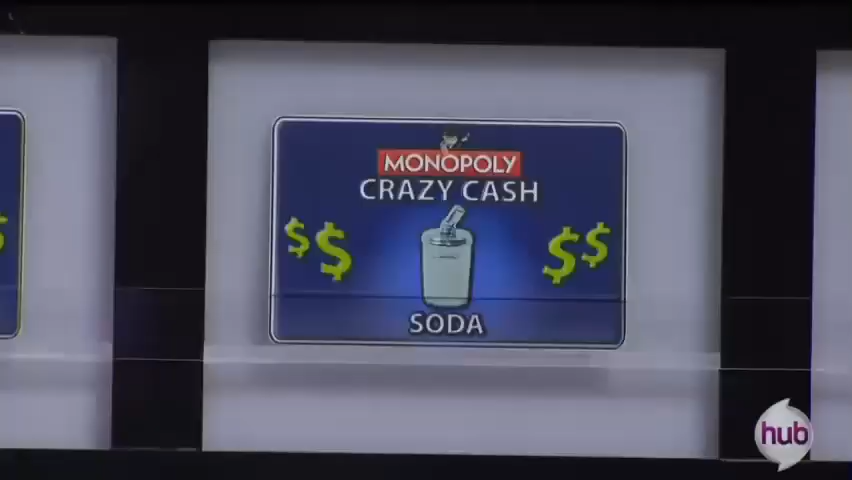 MONOPOLY
CRAZY CASH
$ $ $ $
SODA
hub